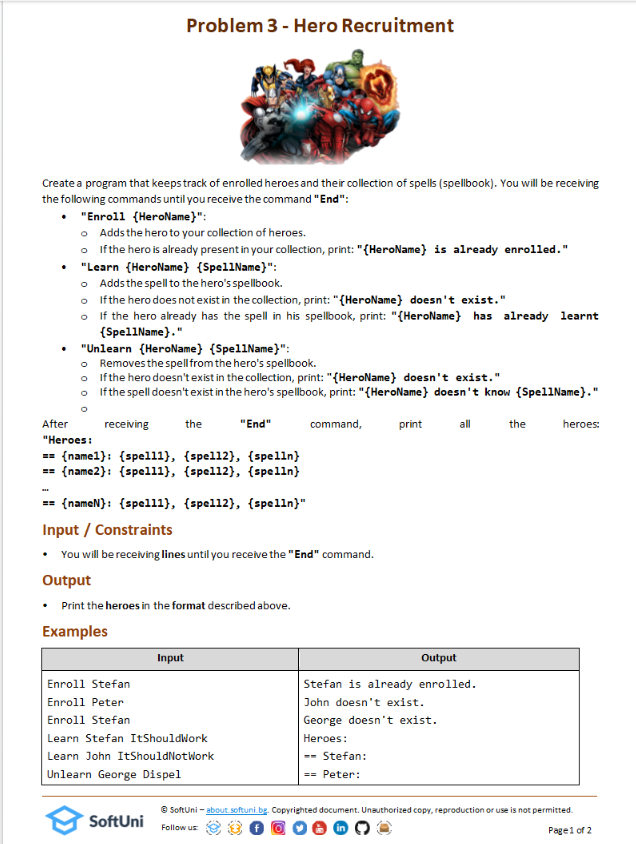 Problem 3 - Hero Recruitment
Create a program that keeps track of enrolled heroes and their collection of spells (spellbook). You will be receiving
the following commands until you receive the command "End":
• "Enroll {HeroName}":
o Adds the hero to your collection of heroes.
o If the hero is already present in your collection, print: "{HeroName} is already enrolled."
• "Learn {HeroName} {SpellName}":
o Adds the spell to the hero's spellbook.
o If the hero does not exist in the collection, print: "{HeroName} doesn't exist."
o If the hero already has the spell in his spellbook, print: "{HeroName} has already learnt
{SpellName}."
• "Unlearn {HeroName} {SpellName}":
o Removes the spell from the hero's spellbook.
o If the hero doesn't exist in the collection, print: "{HeroName} doesn't exist."
o If the spell doesn't exist in the hero's spellbook, print: "{HeroName} doesn't know {SpellName}."
o
After receiving the "End" command, print all the heroes:
"Heroes:
== {name1}: {spell1}, {spell2}, {spelln}
== {name2}: {spell1}, {spell2}, {spelln}
…
== {nameN}: {spell1}, {spell2}, {spelln}"
Input / Constraints
• You will be receiving lines until you receive the "End" command.
Output
• Print the heroes in the format described above.
Examples
Input Output
Enroll Stefan Stefan is already enrolled.
Enroll Peter John doesn't exist.
Enroll Stefan George doesn't exist.
Learn Stefan ItShouldWork Heroes:
Learn John ItShouldNotWork == Stefan:
Unlearn George Dispel == Peter:
© SoftUni – about.softuni.bg. Copyrighted document. Unauthorized copy, reproduction or use is not permitted.
SoftUni
Follow us:
Page 1 of 2